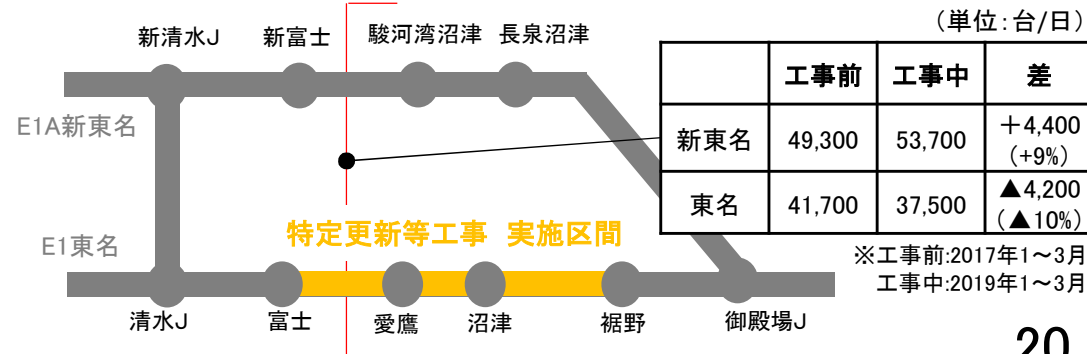 （単位：台/日）
新清水J　新富士　駿河湾沼津　長泉沼津
工事前　工事中　差
E1A新東名
新東名　49,300　53,700　＋4,400
(+9%)
東名　41,700　37,500　▲4,200
(▲10%)
特定更新等工事　実施区間
E1東名
※工事前:2017年1～3月
工事中:2019年1～3月
清水J　富士　愛鷹　沼津　裾野　御殿場J
20